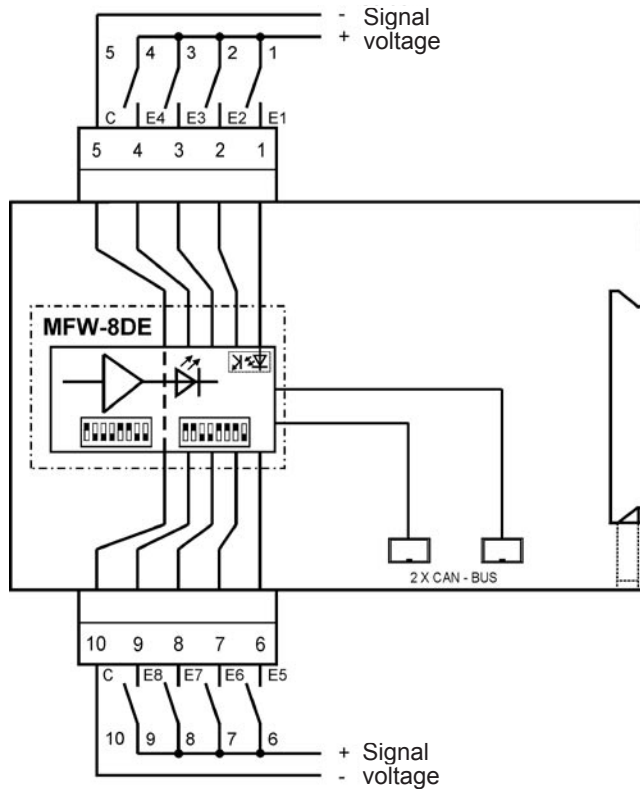 - Signal
+ voltage
5 4 3 2 1
C E4 E3 E2 E1
5 4 3 2 1
MFW-8DE
2 X CAN - BUS
10 9 8 7 6
C E8 E7 E6 E5
10 9 8 7 6
+ Signal
- voltage